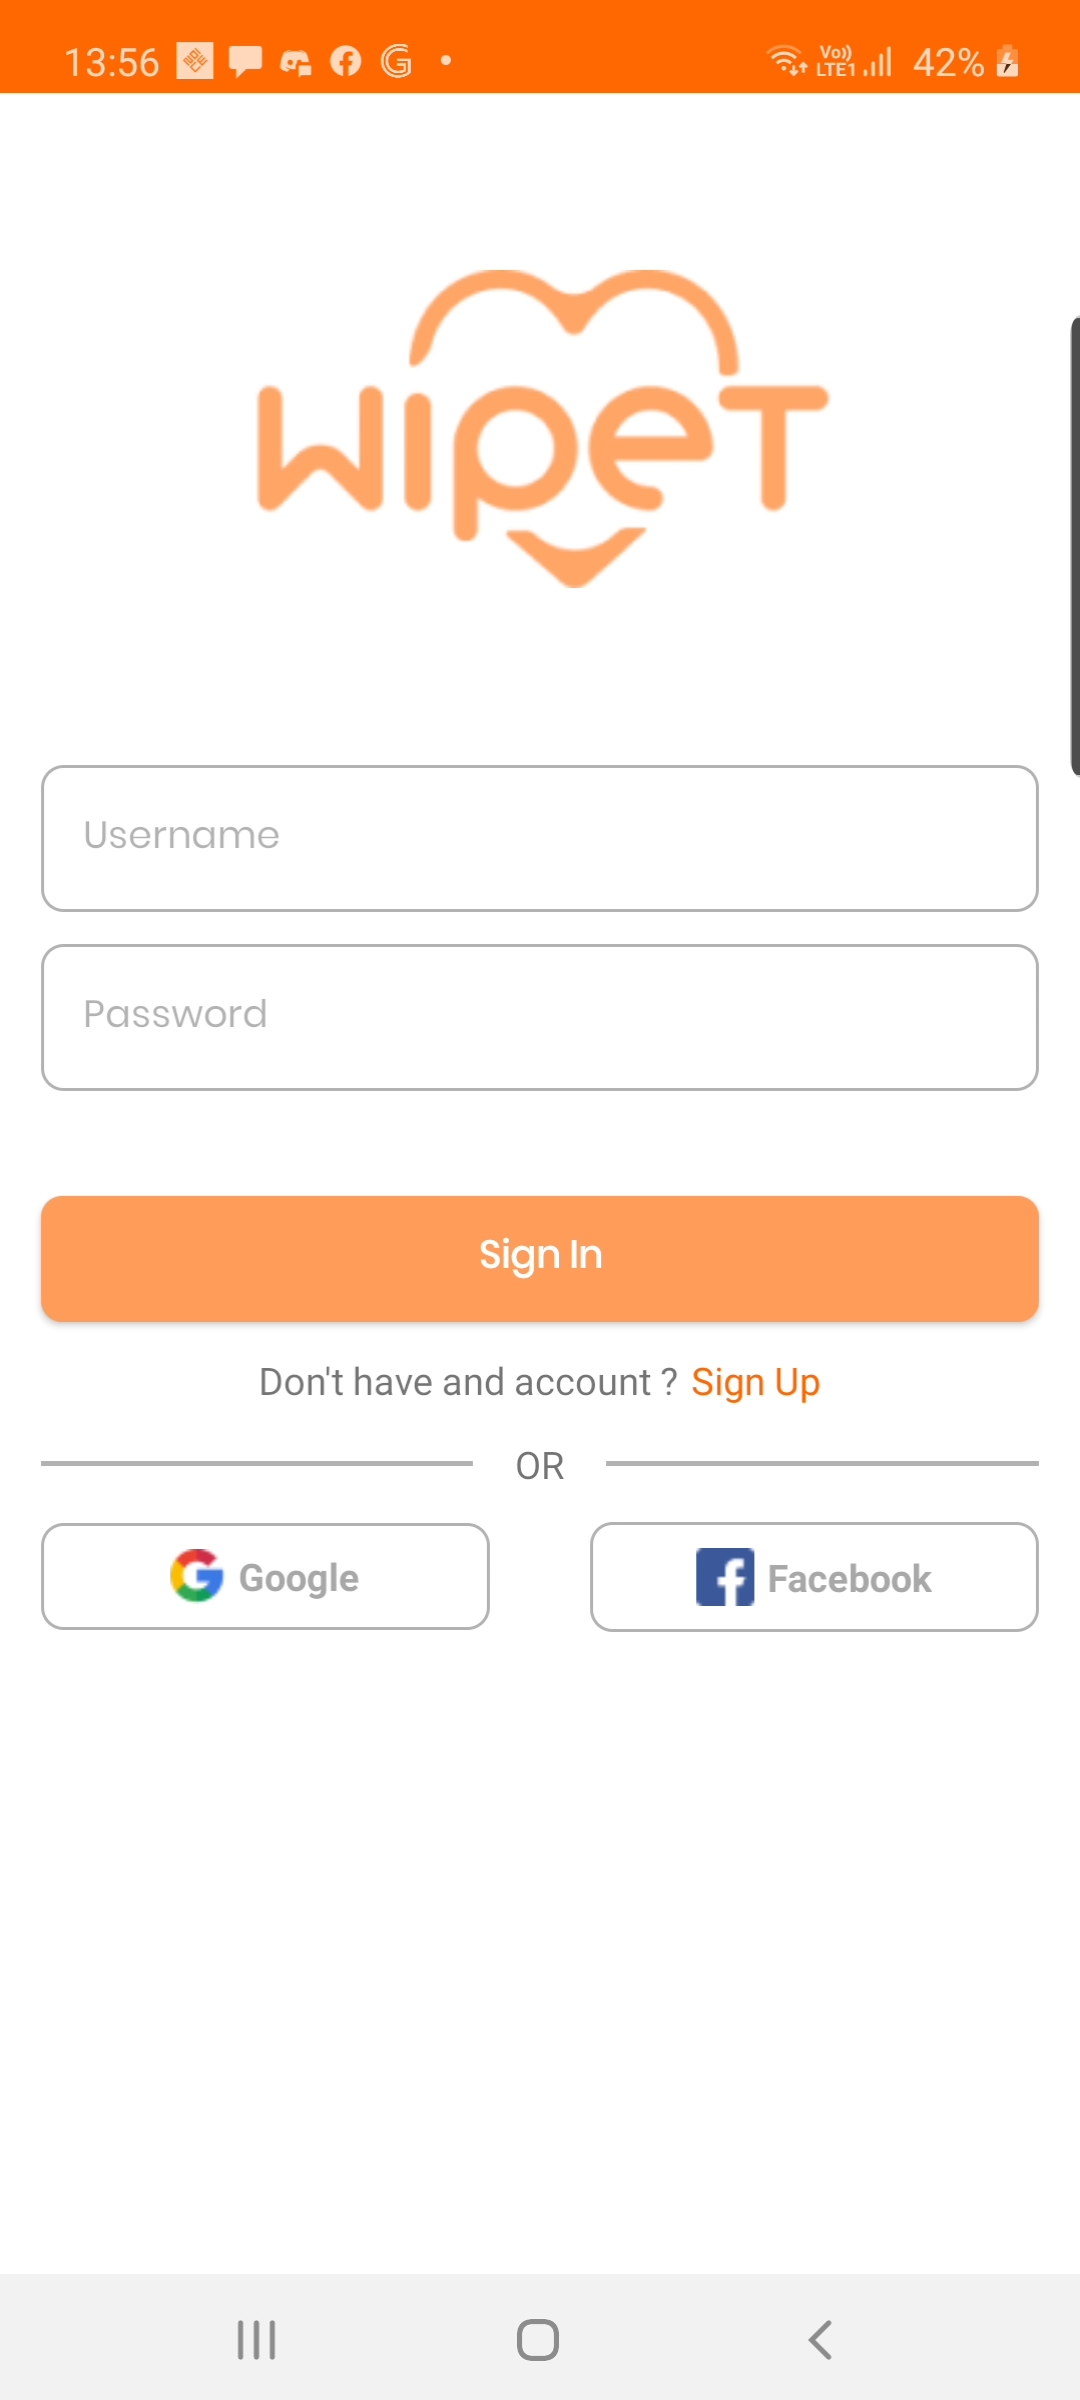 13:56 Vo)) LTE1 42%
WIPET
Username
Password
Sign In
Don't have and account ? Sign Up
OR
Google Facebook